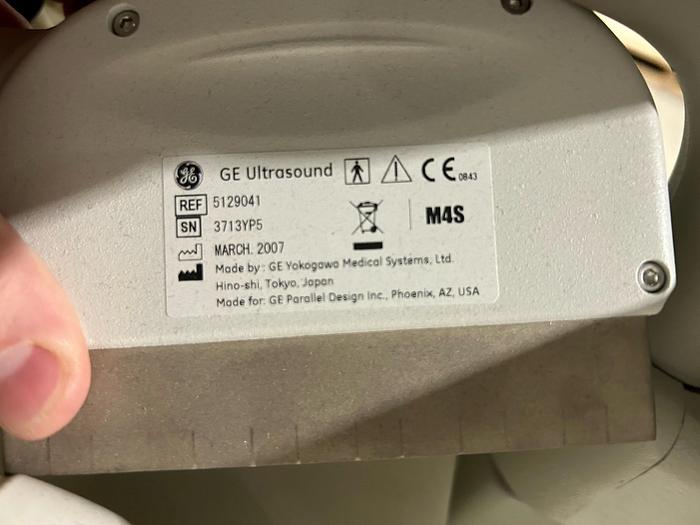 GE GE Ultrasound CE 0843
REF 5129041
SN 3713YP5
M4S
MARCH. 2007
Made by : GE Yokogawa Medical Systems, Ltd.
Hino-shi, Tokyo, Japan
Made for: GE Parallel Design Inc., Phoenix, AZ, USA